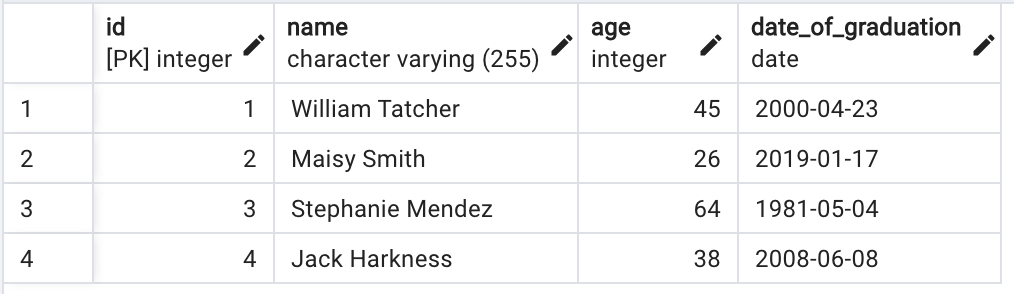 id name age date_of_graduation
[PK] integer character varying (255) integer date
1 1 William Tatcher 45 2000-04-23
2 2 Maisy Smith 26 2019-01-17
3 3 Stephanie Mendez 64 1981-05-04
4 4 Jack Harkness 38 2008-06-08